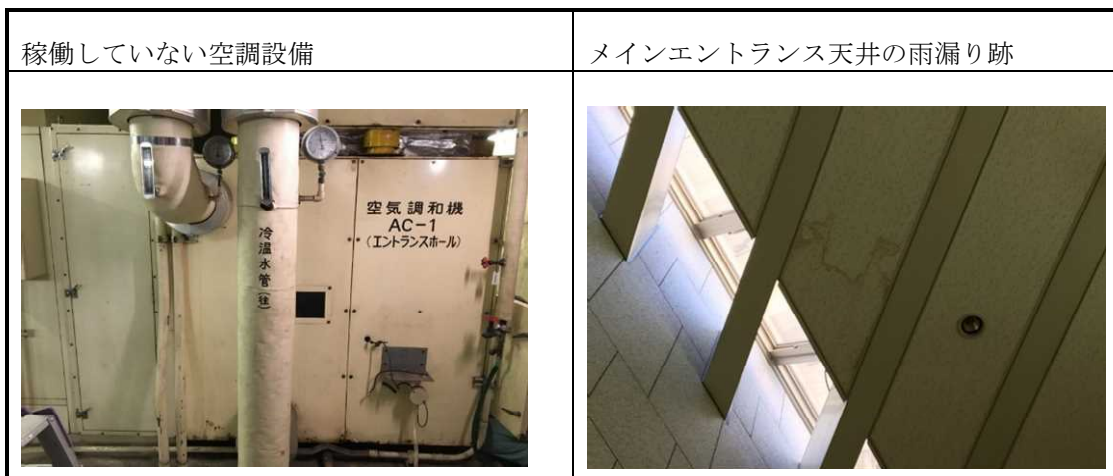 稼働していない空調設備
メインエントランス天井の雨漏り跡
空気調和機
AC-1
(エントランスホール)
冷温水管(往)